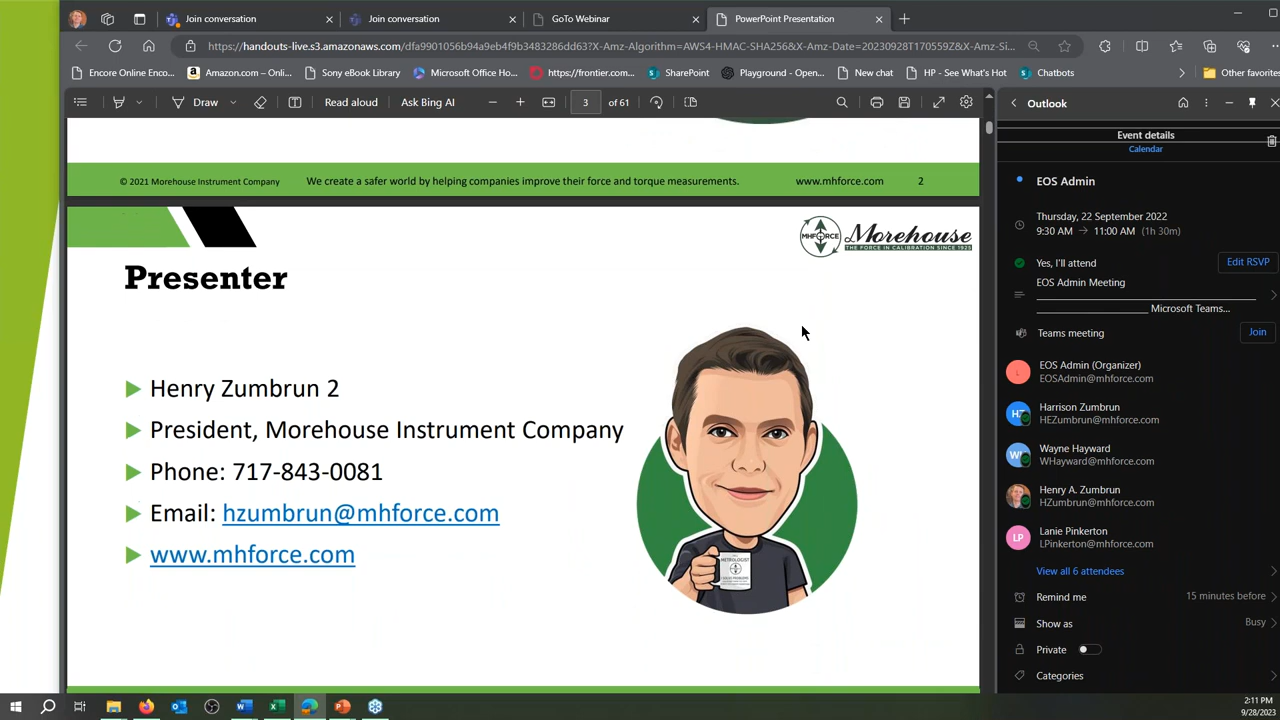 Join conversation
Join conversation
GoTo Webinar
PowerPoint Presentation
https://handouts-live.s3.amazonaws.com/dfa9901056b94a9eb4f9b3483286dd63?X-Amz-Algorithm=AWS4-HMAC-SHA256&X-Amz-Date=20230928T170559Z&X-Amz-Si...
Encore Online Enco...
Amazon.com – Onli...
Sony eBook Library
Microsoft Office Ho...
https://frontier.com...
SharePoint
Playground - Open...
New chat
HP - See What's Hot
Chatbots
Other favorites
Draw
Read aloud
Ask Bing AI
3 of 61
© 2021 Morehouse Instrument Company We create a safer world by helping companies improve their force and torque measurements. www.mhforce.com 2
MHFORCE
Morehouse
THE FORCE IN CALIBRATION SINCE 1925
Presenter
Henry Zumbrun 2
President, Morehouse Instrument Company
Phone: 717-843-0081
Email: hzumbrun@mhforce.com
www.mhforce.com
METROLOGIST
Outlook
Event details
Calendar
EOS Admin
Thursday, 22 September 2022
9:30 AM → 11:00 AM (1h 30m)
Yes, I'll attend
Edit RSVP
EOS Admin Meeting
Microsoft Teams...
Teams meeting
Join
L
EOS Admin (Organizer)
EOSAdmin@mhforce.com
HZ
Harrison Zumbrun
HEZumbrun@mhforce.com
WH
Wayne Hayward
WHayward@mhforce.com
Henry A. Zumbrun
HZumbrun@mhforce.com
LP
Lanie Pinkerton
LPinkerton@mhforce.com
View all 6 attendees
Remind me
15 minutes before
Show as
Busy
Private
Categories
2:11 PM
9/28/2023